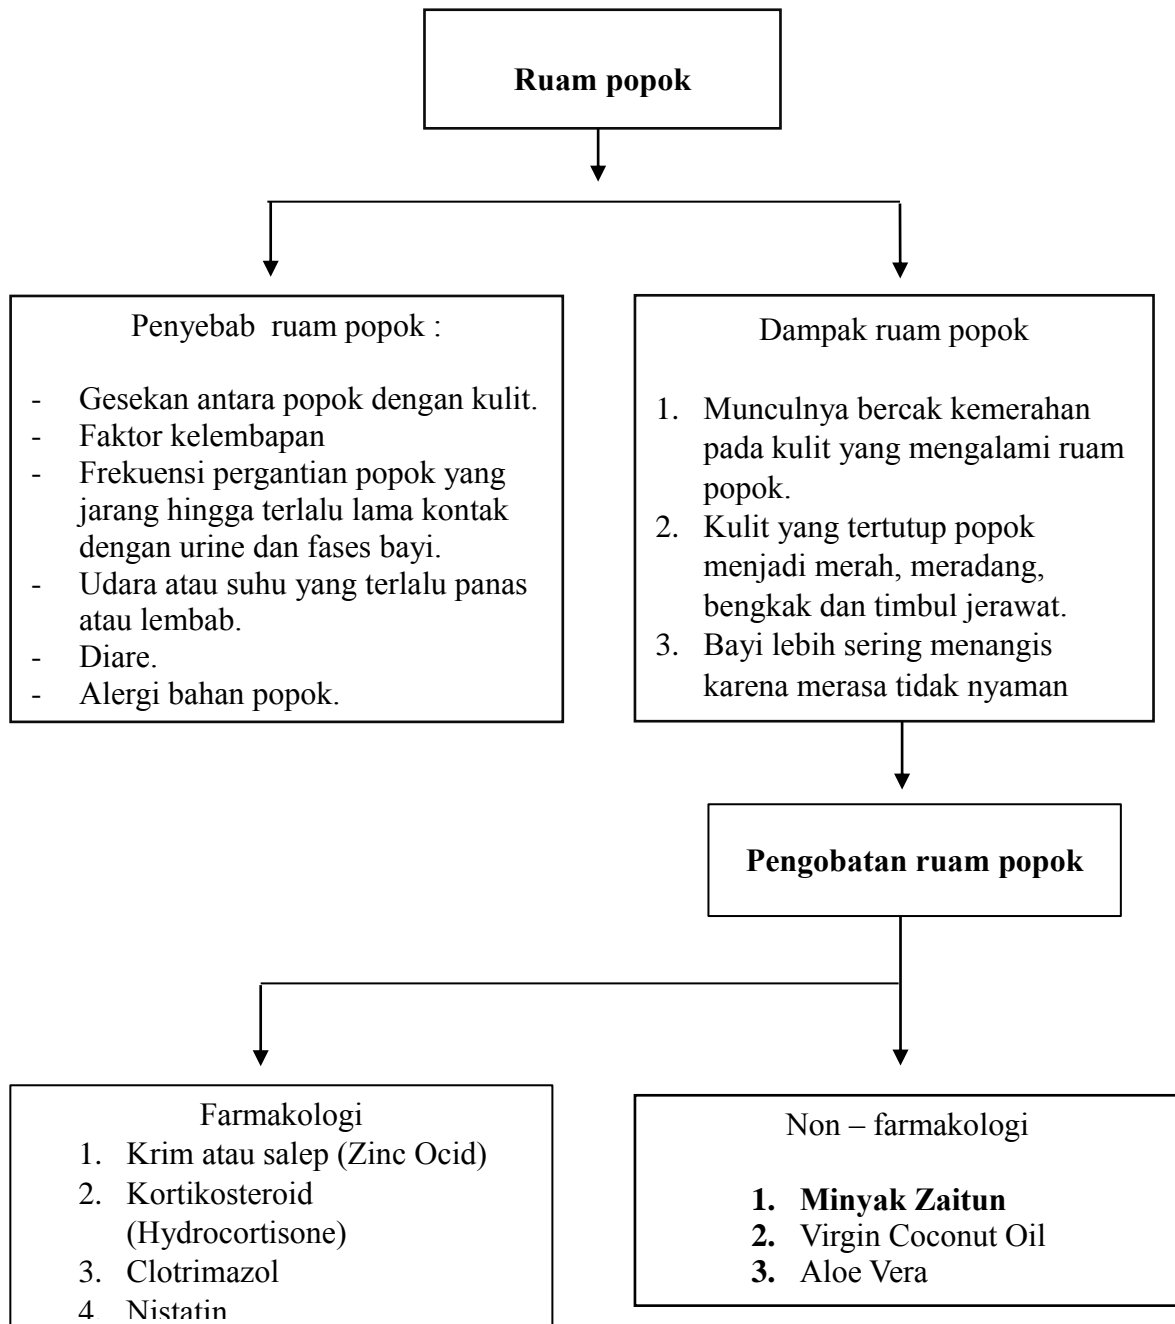 Ruam popok
Penyebab  ruam popok :
- Gesekan antara popok dengan kulit.
- Faktor kelembapan
- Frekuensi pergantian popok yang
jarang hingga terlalu lama kontak
dengan urine dan fases bayi.
- Udara atau suhu yang terlalu panas
atau lembab.
- Diare.
- Alergi bahan popok.
Dampak ruam popok
1. Munculnya bercak kemerahan
pada kulit yang mengalami ruam
popok.
2. Kulit yang tertutup popok
menjadi merah, meradang,
bengkak dan timbul jerawat.
3. Bayi lebih sering menangis
karena merasa tidak nyaman
Pengobatan ruam popok
Farmakologi
1. Krim atau salep (Zinc Ocid)
2. Kortikosteroid
(Hydrocortisone)
3. Clotrimazol
4. Nistatin
Non – farmakologi
1. Minyak Zaitun
2. Virgin Coconut Oil
3. Aloe Vera